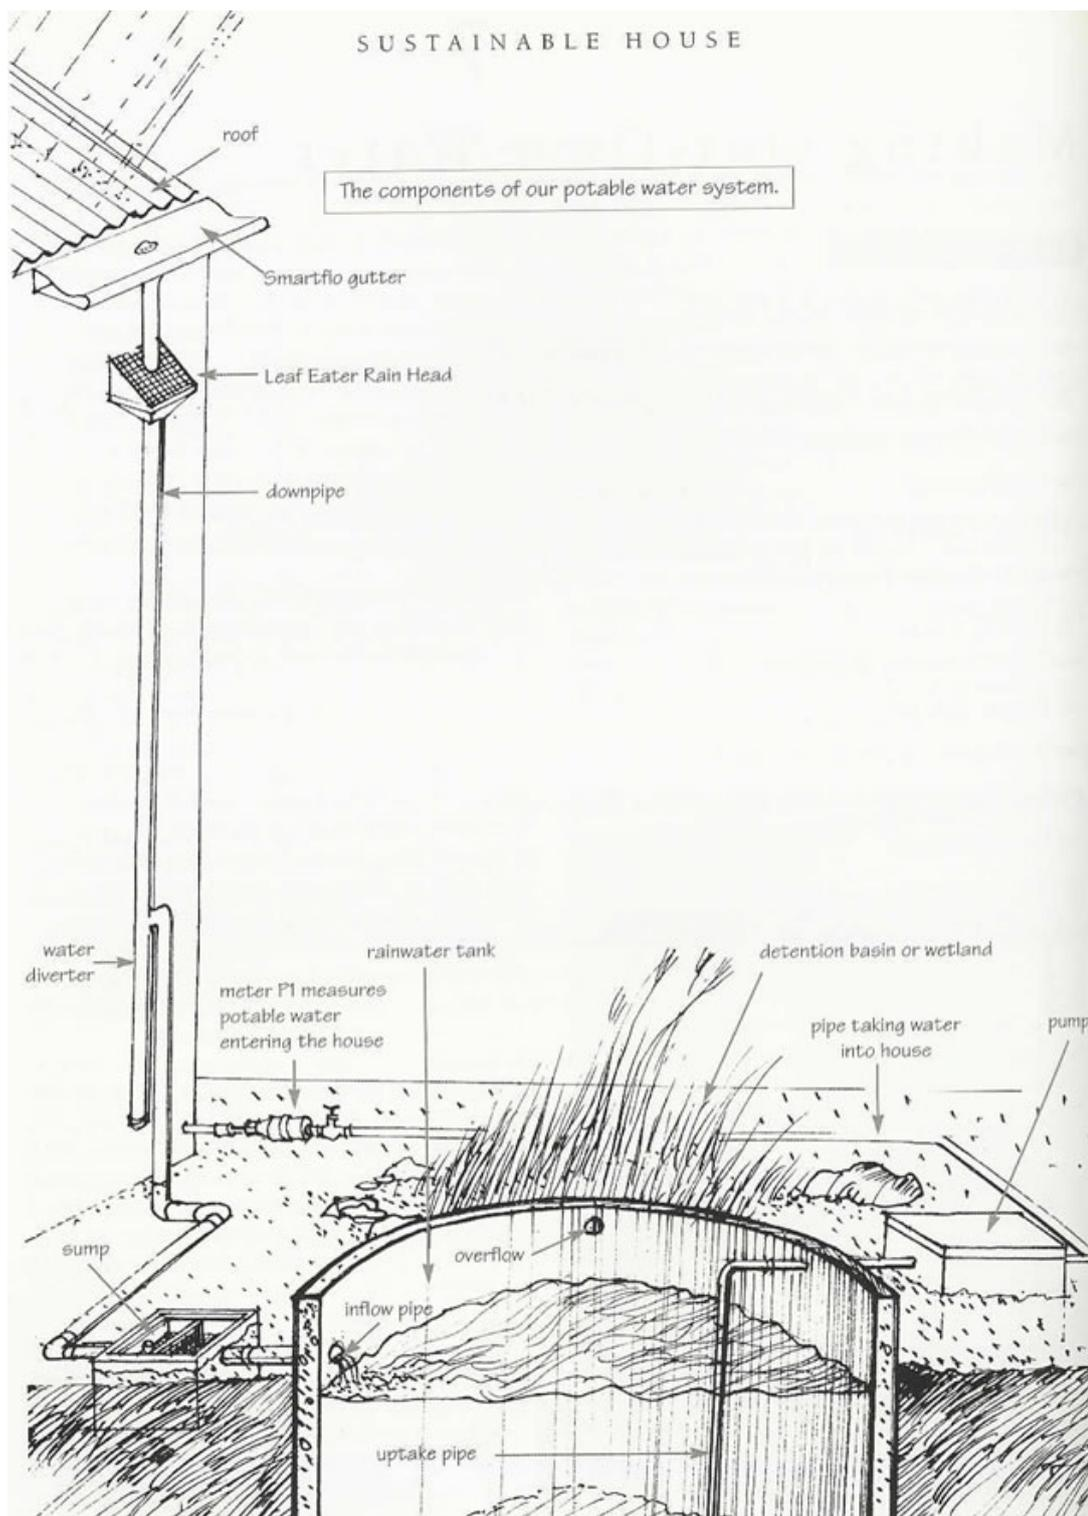 SUSTAINABLE HOUSE
roof
The components of our potable water system.
Smartflo gutter
Leaf Eater Rain Head
downpipe
water
diverter
rainwater tank
detention basin or wetland
meter P1 measures
potable water
entering the house
pipe taking water
into house
pump
sump
overflow
inflow pipe
uptake pipe